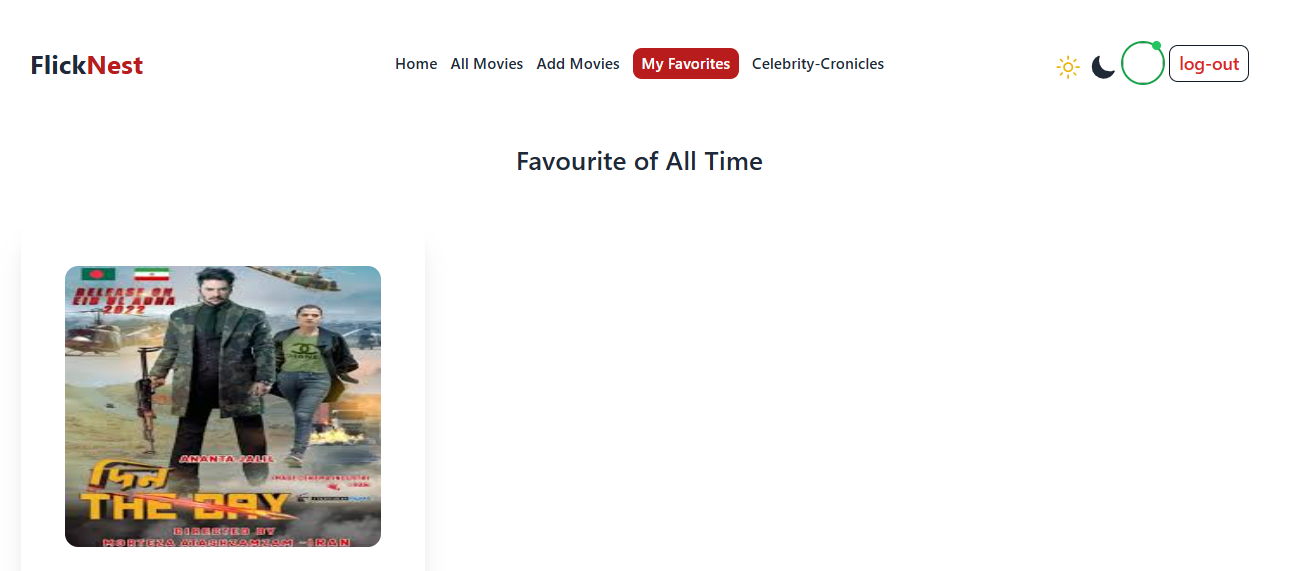 FlickNest
Home All Movies Add Movies My Favorites Celebrity-Cronicles
log-out
Favourite of All Time
RELEASE ON
EID UL ADHA
2022
ANANTA JALIL
দিন
THE DAY
DIRECTED BY
MORTEZA ATASHZAMZAM -IRAN